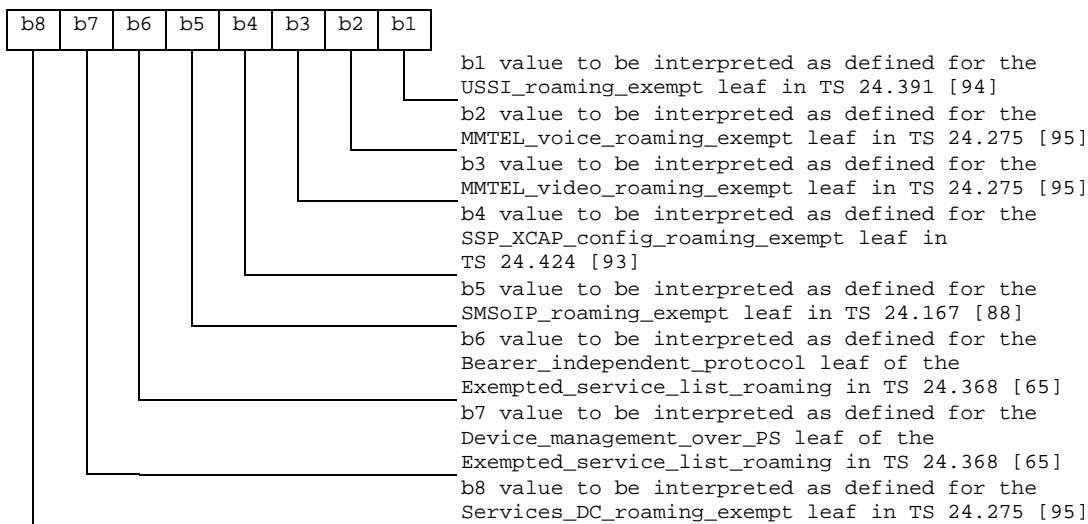 b8 b7 b6 b5 b4 b3 b2 b1
b1 value to be interpreted as defined for the
USSI_roaming_exempt leaf in TS 24.391 [94]
b2 value to be interpreted as defined for the
MMTEL_voice_roaming_exempt leaf in TS 24.275 [95]
b3 value to be interpreted as defined for the
MMTEL_video_roaming_exempt leaf in TS 24.275 [95]
b4 value to be interpreted as defined for the
SSP_XCAP_config_roaming_exempt leaf in
TS 24.424 [93]
b5 value to be interpreted as defined for the
SMSoIP_roaming_exempt leaf in TS 24.167 [88]
b6 value to be interpreted as defined for the
Bearer_independent_protocol leaf of the
Exempted_service_list_roaming in TS 24.368 [65]
b7 value to be interpreted as defined for the
Device_management_over_PS leaf of the
Exempted_service_list_roaming in TS 24.368 [65]
b8 value to be interpreted as defined for the
Services_DC_roaming_exempt leaf in TS 24.275 [95]